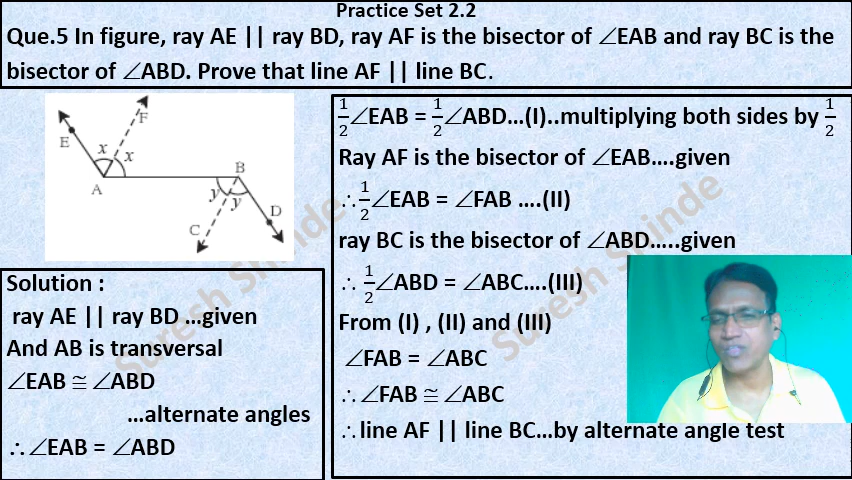 Practice Set 2.2
Que.5 In figure, ray AE || ray BD, ray AF is the bisector of ∠EAB and ray BC is the
bisector of ∠ABD. Prove that line AF || line BC.
F
E
x
x
A
B
y
y
C
D
Solution :
ray AE || ray BD ...given
And AB is transversal
∠EAB ≅ ∠ABD
...alternate angles
∴∠EAB = ∠ABD
1/2∠EAB = 1/2∠ABD...(I)..multiplying both sides by 1/2
Ray AF is the bisector of ∠EAB....given
∴1/2∠EAB = ∠FAB ....(II)
ray BC is the bisector of ∠ABD.....given
∴ 1/2∠ABD = ∠ABC....(III)
From (I) , (II) and (III)
∠FAB = ∠ABC
∴∠FAB ≅ ∠ABC
∴line AF || line BC...by alternate angle test
Suresh Shinde
Suresh Shinde